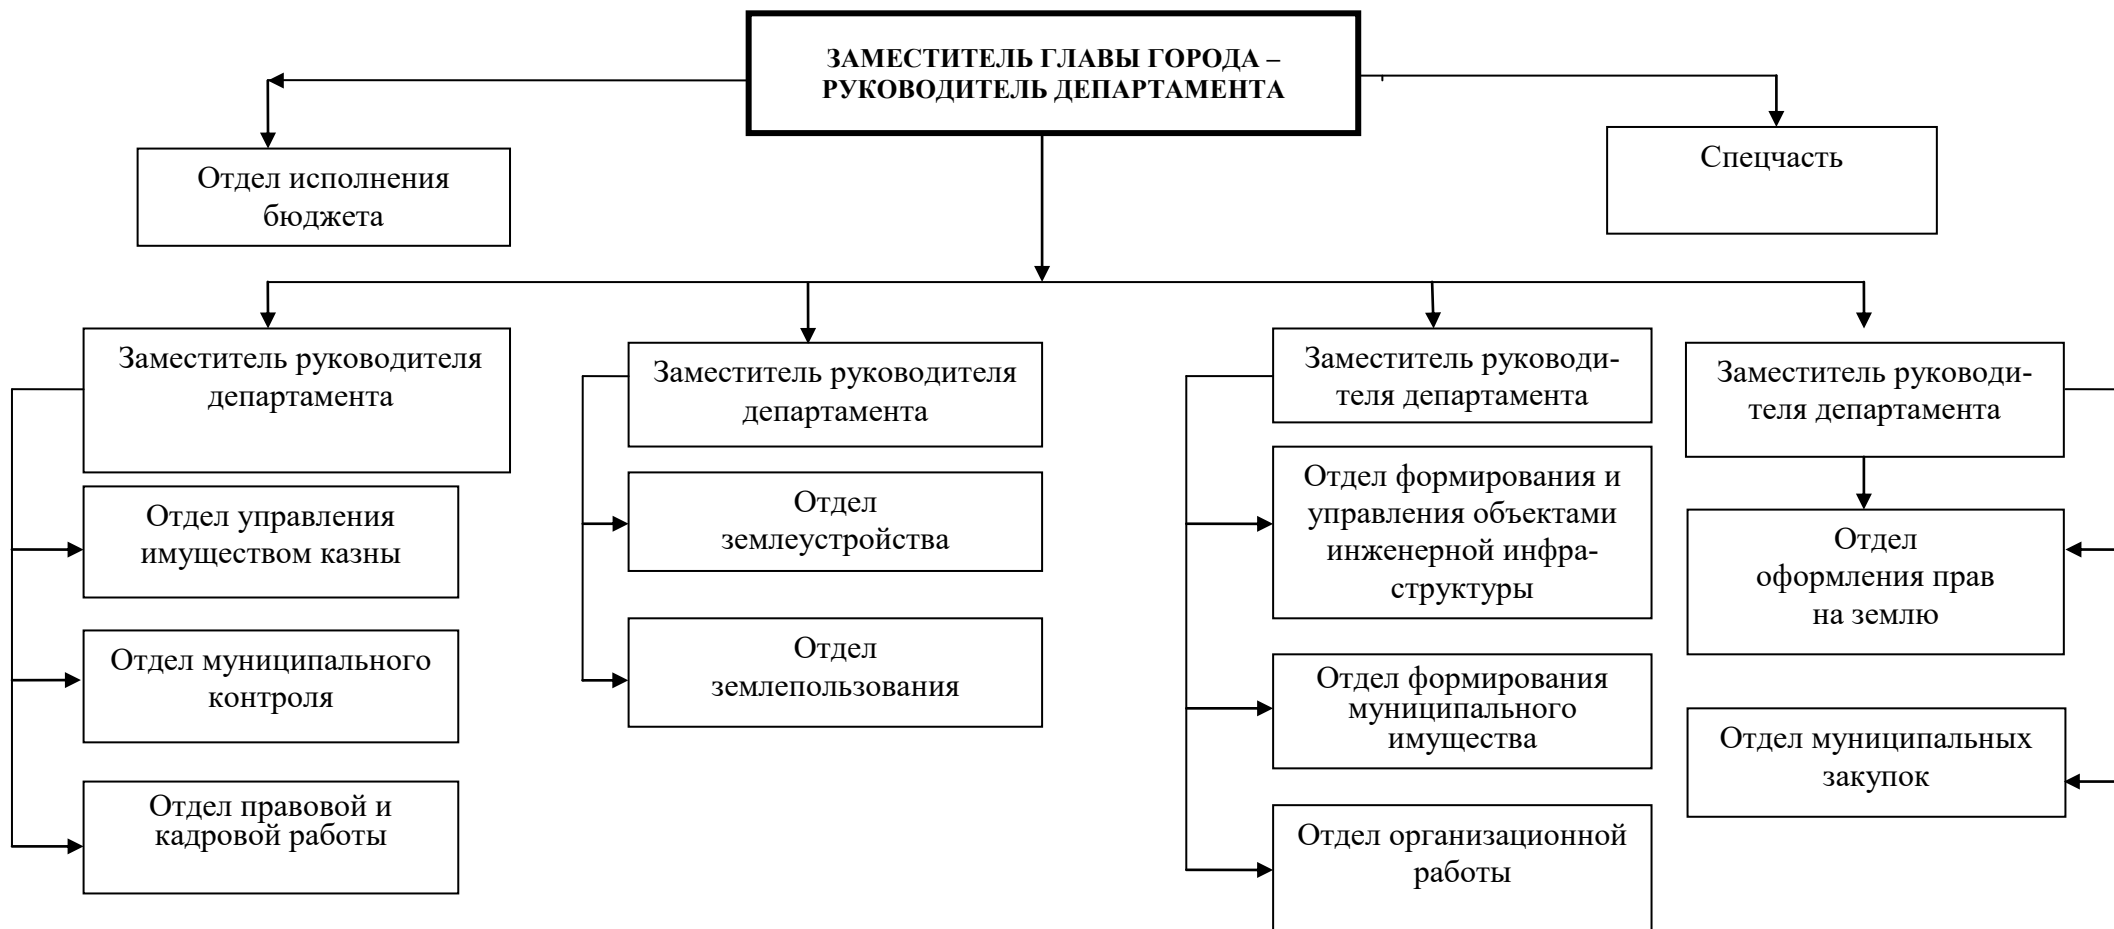 ЗАМЕСТИТЕЛЬ ГЛАВЫ ГОРОДА –
РУКОВОДИТЕЛЬ ДЕПАРТАМЕНТА
Отдел исполнения
бюджета
Спецчасть
Заместитель руководителя
департамента
Отдел управления
имуществом казны
Отдел муниципального
контроля
Отдел правовой и
кадровой работы
Заместитель руководителя
департамента
Отдел
землеустройства
Отдел
землепользования
Заместитель руководи-
теля департамента
Отдел формирования и
управления объектами
инженерной инфра-
структуры
Отдел формирования
муниципального
имущества
Отдел организационной
работы
Заместитель руководи-
теля департамента
Отдел
оформления прав
на землю
Отдел муниципальных
закупок